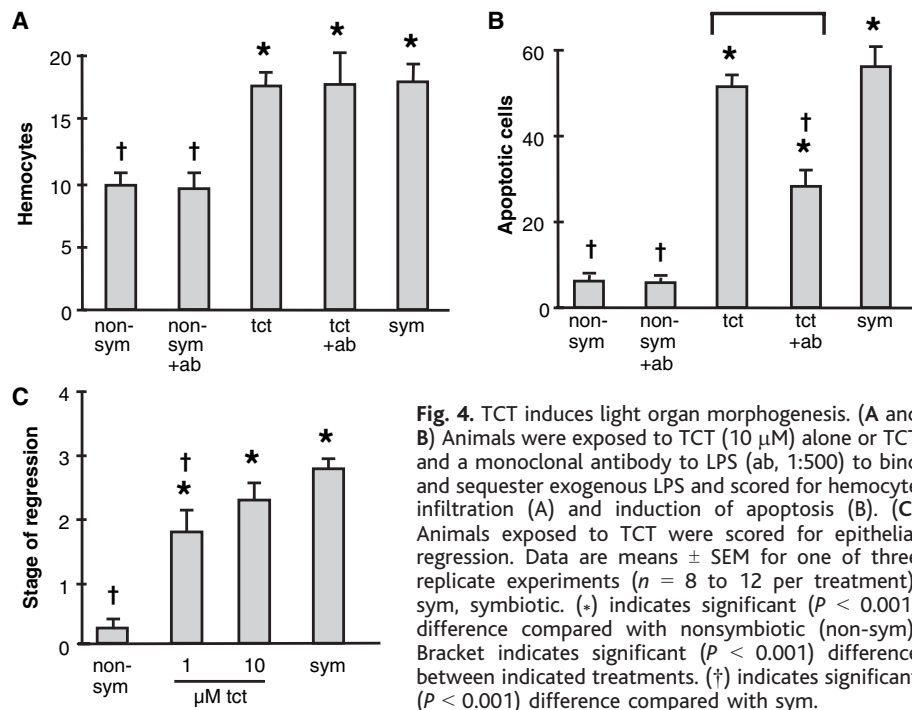 A
Hemocytes
20
15
10
5
0
†
†
*
*
*
non-
sym
non-
sym
+ab
tct
tct
+ab
sym
B
Apoptotic cells
60
40
20
0
†
†
*
†
*
*
non-
sym
non-
sym
+ab
tct
tct
+ab
sym
C
Stage of regression
4
3
2
1
0
†
†
*
*
*
non-
sym
1
10
sym
µM tct
Fig. 4. TCT induces light organ morphogenesis. (A and
B) Animals were exposed to TCT (10 µM) alone or TCT
and a monoclonal antibody to LPS (ab, 1:500) to bind
and sequester exogenous LPS and scored for hemocyte
infiltration (A) and induction of apoptosis (B). (C
Animals exposed to TCT were scored for epithelia
regression. Data are means ± SEM for one of three
replicate experiments (n = 8 to 12 per treatment)
sym, symbiotic. (*) indicates significant (P < 0.001
difference compared with nonsymbiotic (non-sym)
Bracket indicates significant (P < 0.001) difference
between indicated treatments. (†) indicates significant
(P < 0.001) difference compared with sym.